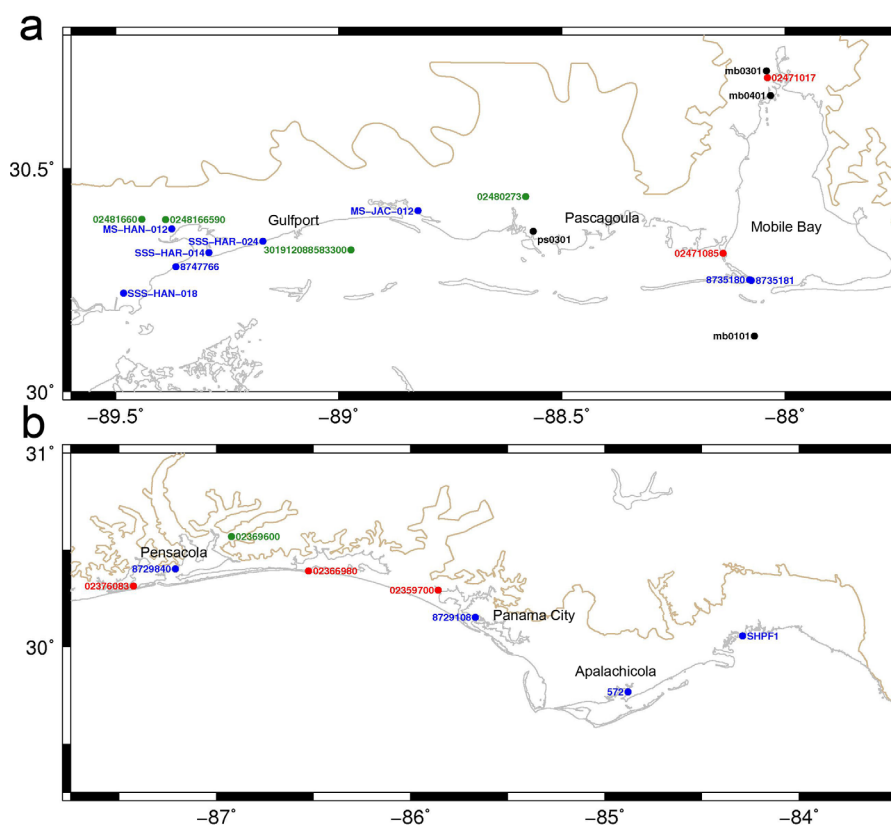 a
mb0301
02471017
mb0401
30.5˚
02480273
MS-JAC-012
02481660
0248166590
Gulfport
Pascagoula
MS-HAN-012
ps0301
Mobile Bay
SSS-HAR-024
SSS-HAR-014
301912088583300
02471085
8747766
8735180
8735181
SSS-HAN-018
mb0101
30˚
-89.5˚
-89˚
-88.5˚
-88˚
b
31˚
02369600
Pensacola
8729840
02366980
02376083
02359700
8729108
Panama City
30˚
SHPF1
Apalachicola
572
-87˚
-86˚
-85˚
-84˚